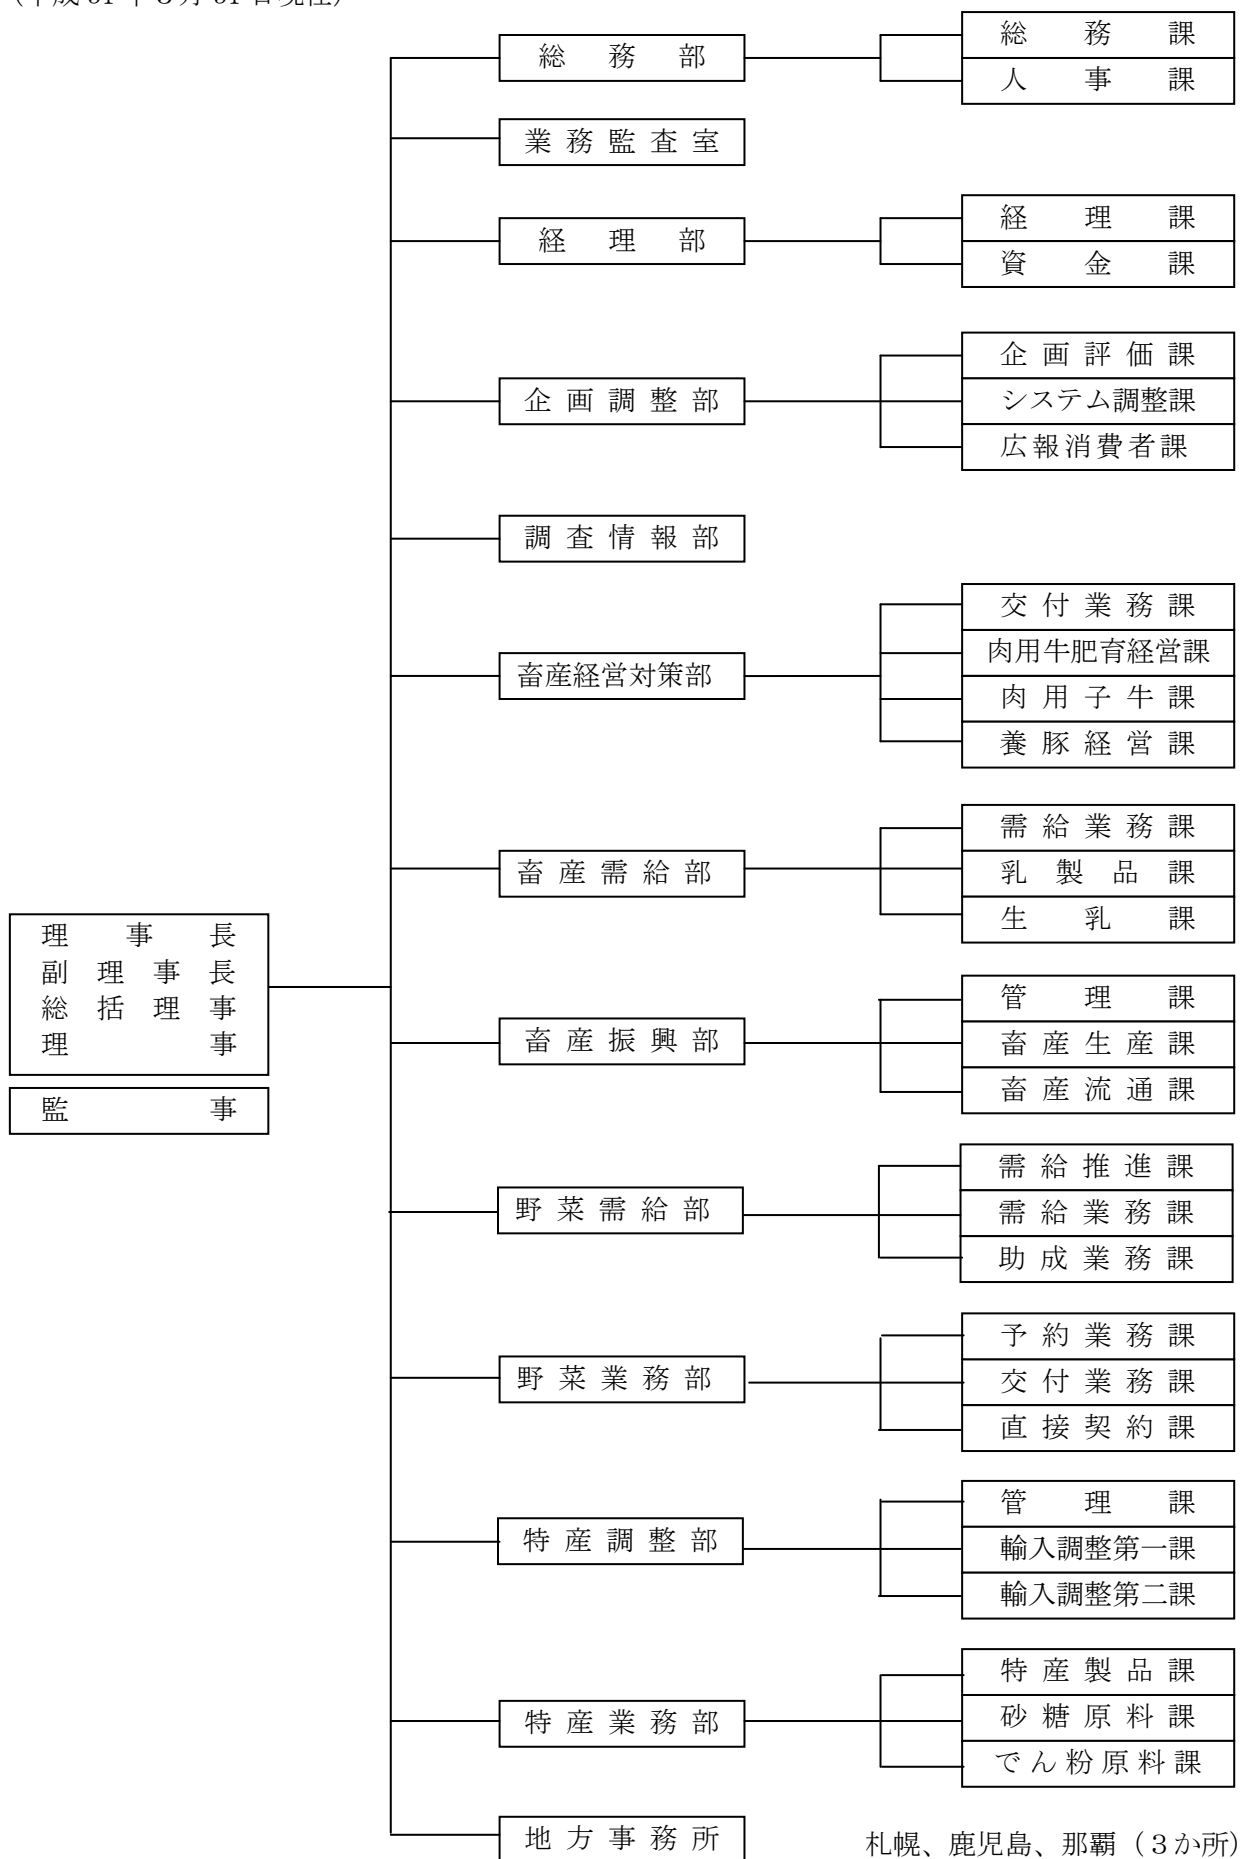 総務部
総務課
人事課
業務監査室
経理部
経理課
資金課
企画調整部
企画評価課
システム調整課
広報消費者課
調査情報部
畜産経営対策部
交付業務課
肉用牛肥育経営課
肉用子牛課
養豚経営課
畜産需給部
需給業務課
乳製品課
生乳課
理事長
副理事長
総括理事
理事
監事
畜産振興部
管理課
畜産生産課
畜産流通課
野菜需給部
需給推進課
需給業務課
助成業務課
野菜業務部
予約業務課
交付業務課
直接契約課
特産調整部
管理課
輸入調整第一課
輸入調整第二課
特産業務部
特産製品課
砂糖原料課
でん粉原料課
地方事務所
札幌、鹿児島、那覇（３か所）